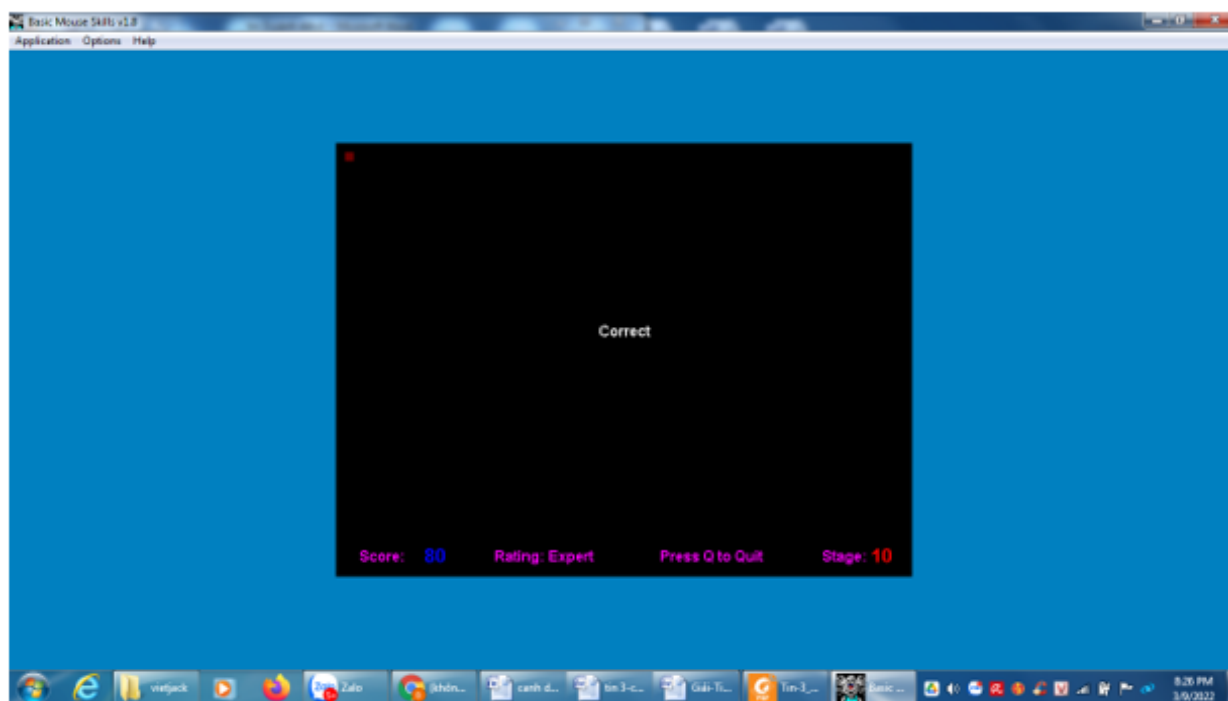 Basic Mouse Skills v1.8
Application Options Help
Correct
Score: 80 Rating: Expert Press Q to Quit Stage: 10
vietjack Zalo canh d... tin 3-c... Giải-Ti... Tin-3_... Basic ...
8:26 PM
3/9/2022